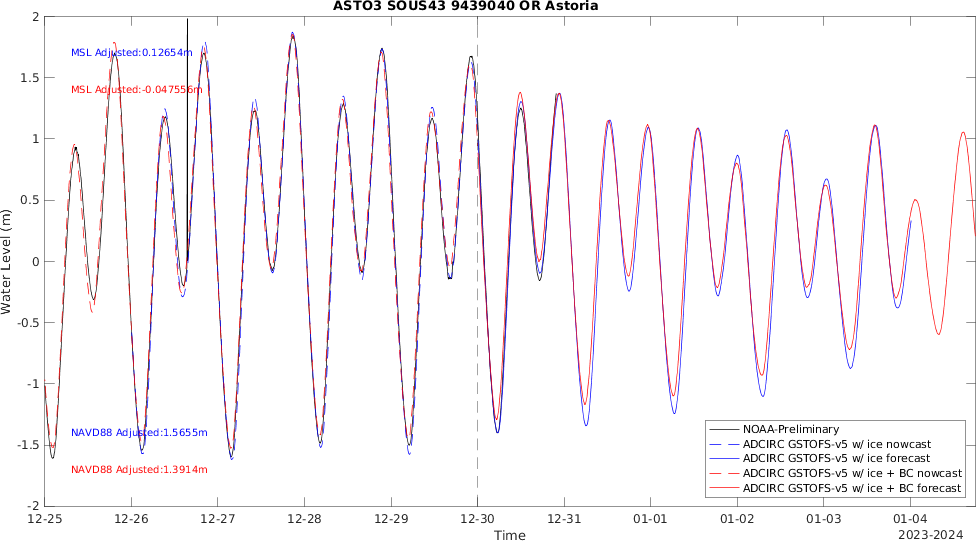 ASTO3 SOUS43 9439040 OR Astoria
2
1.5
1
0.5
0
-0.5
-1
-1.5
-2
Water Level (m)
MSL Adjusted:0.12654m
MSL Adjusted:-0.047556m
NAVD88 Adjusted:1.5655m
NAVD88 Adjusted:1.3914m
NOAA-Preliminary
ADCIRC GSTOFS-v5 w/ ice nowcast
ADCIRC GSTOFS-v5 w/ ice forecast
ADCIRC GSTOFS-v5 w/ ice + BC nowcast
ADCIRC GSTOFS-v5 w/ ice + BC forecast
12-25 12-26 12-27 12-28 12-29 12-30 12-31 01-01 01-02 01-03 01-04
Time
2023-2024